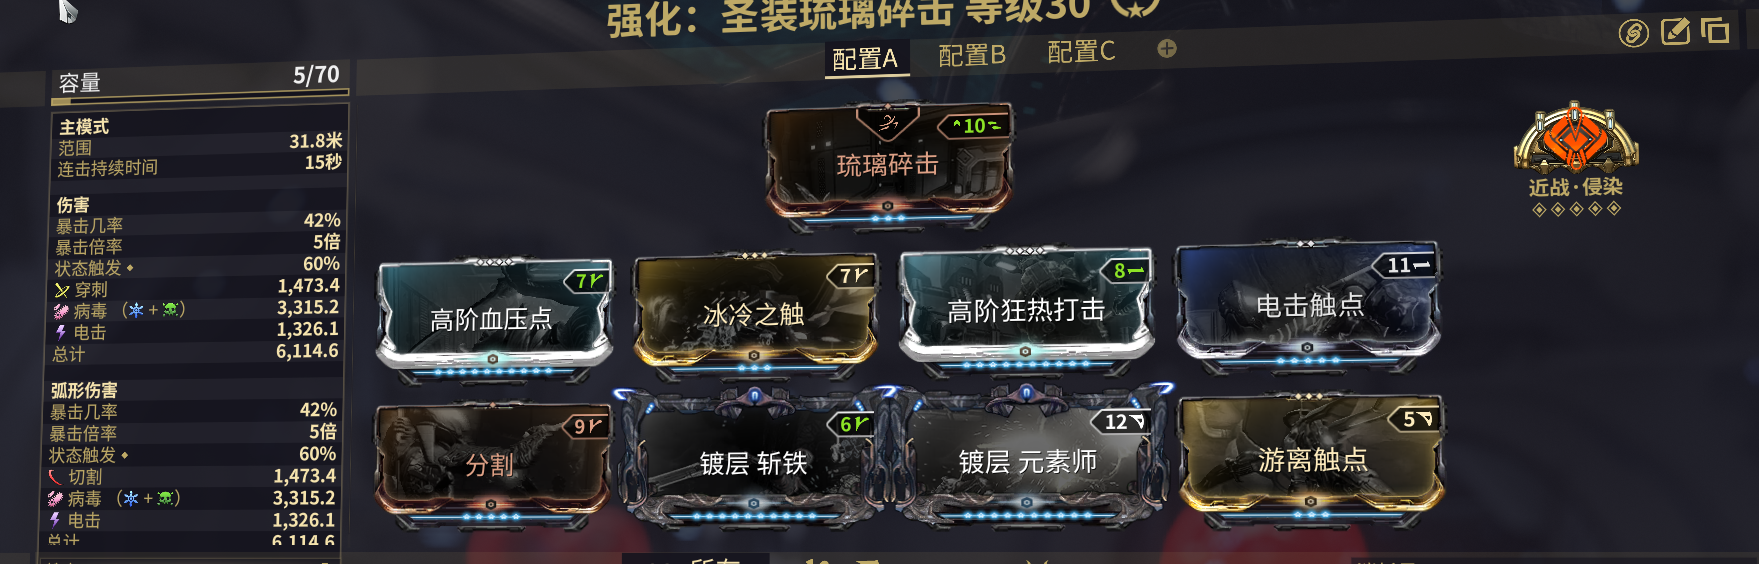 强化：圣装琉璃碎击 等级30
配置A
配置B
配置C
容量
5/70
主模式
范围
31.8米
连击持续时间
15秒
伤害
暴击几率
42%
暴击倍率
5倍
状态触发
60%
穿刺
1,473.4
病毒 （ + ）
3,315.2
电击
1,326.1
总计
6,114.6
弧形伤害
暴击几率
42%
暴击倍率
5倍
状态触发
60%
切割
1,473.4
病毒 （ + ）
3,315.2
电击
1,326.1
总计
6,114.6
10
琉璃碎击
近战·侵染
7
高阶血压点
7
冰冷之触
8
高阶狂热打击
11
电击触点
9
分割
6
镀层 斩铁
12
镀层 元素师
5
游离触点
所有